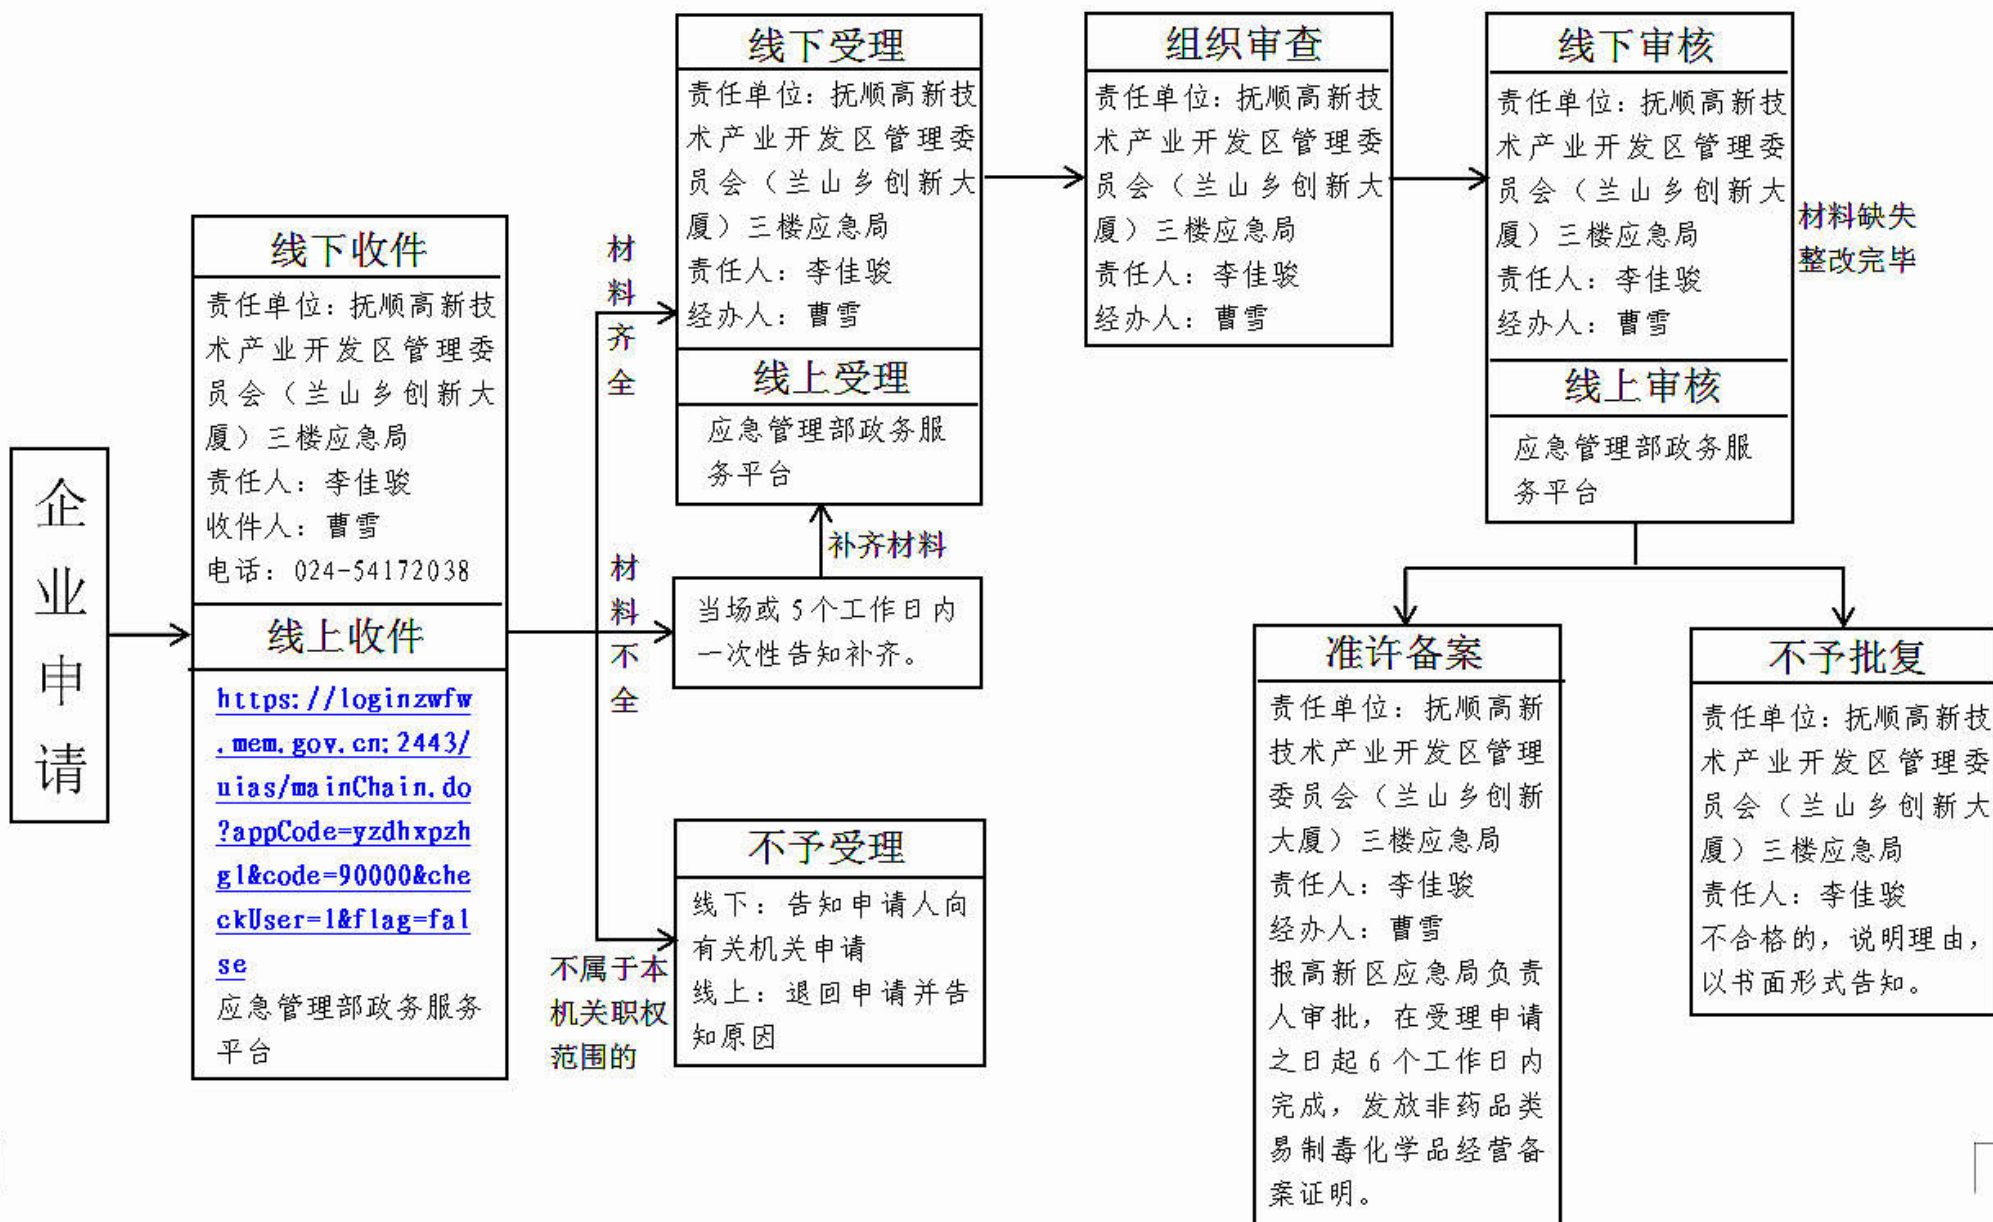 企
业
申
请
线下收件
责任单位：抚顺高新技
术产业开发区管理委
员会（兰山乡创新大
厦）三楼应急局
责任人：李佳骏
收件人：曹雪
电话：024-54172038
线上收件
https://loginzwfw
.mem.gov.cn:2443/
uias/mainChain.do
?appCode=yzdhxpzh
gl&code=90000&che
ckUser=1&flag=fal
se
应急管理部政务服务
平台
材
料
齐
全
材
料
不
全
不属于本
机关职权
范围的
线下受理
责任单位：抚顺高新技
术产业开发区管理委
员会（兰山乡创新大
厦）三楼应急局
责任人：李佳骏
经办人：曹雪
线上受理
应急管理部政务服
务平台
补齐材料
当场或5个工作日内
一次性告知补齐。
不予受理
线下：告知申请人向
有关机关申请
线上：退回申请并告
知原因
组织审查
责任单位：抚顺高新技
术产业开发区管理委
员会（兰山乡创新大
厦）三楼应急局
责任人：李佳骏
经办人：曹雪
线下审核
责任单位：抚顺高新技
术产业开发区管理委
员会（兰山乡创新大
厦）三楼应急局
责任人：李佳骏
经办人：曹雪
线上审核
应急管理部政务服
务平台
材料缺失
整改完毕
准许备案
责任单位：抚顺高新
技术产业开发区管理
委员会（兰山乡创新
大厦）三楼应急局
责任人：李佳骏
经办人：曹雪
报高新区应急局负责
人审批，在受理申请
之日起6个工作日内
完成，发放非药品类
易制毒化学品经营备
案证明。
不予批复
责任单位：抚顺高新技
术产业开发区管理委
员会（兰山乡创新大
厦）三楼应急局
责任人：李佳骏
不合格的，说明理由，
以书面形式告知。